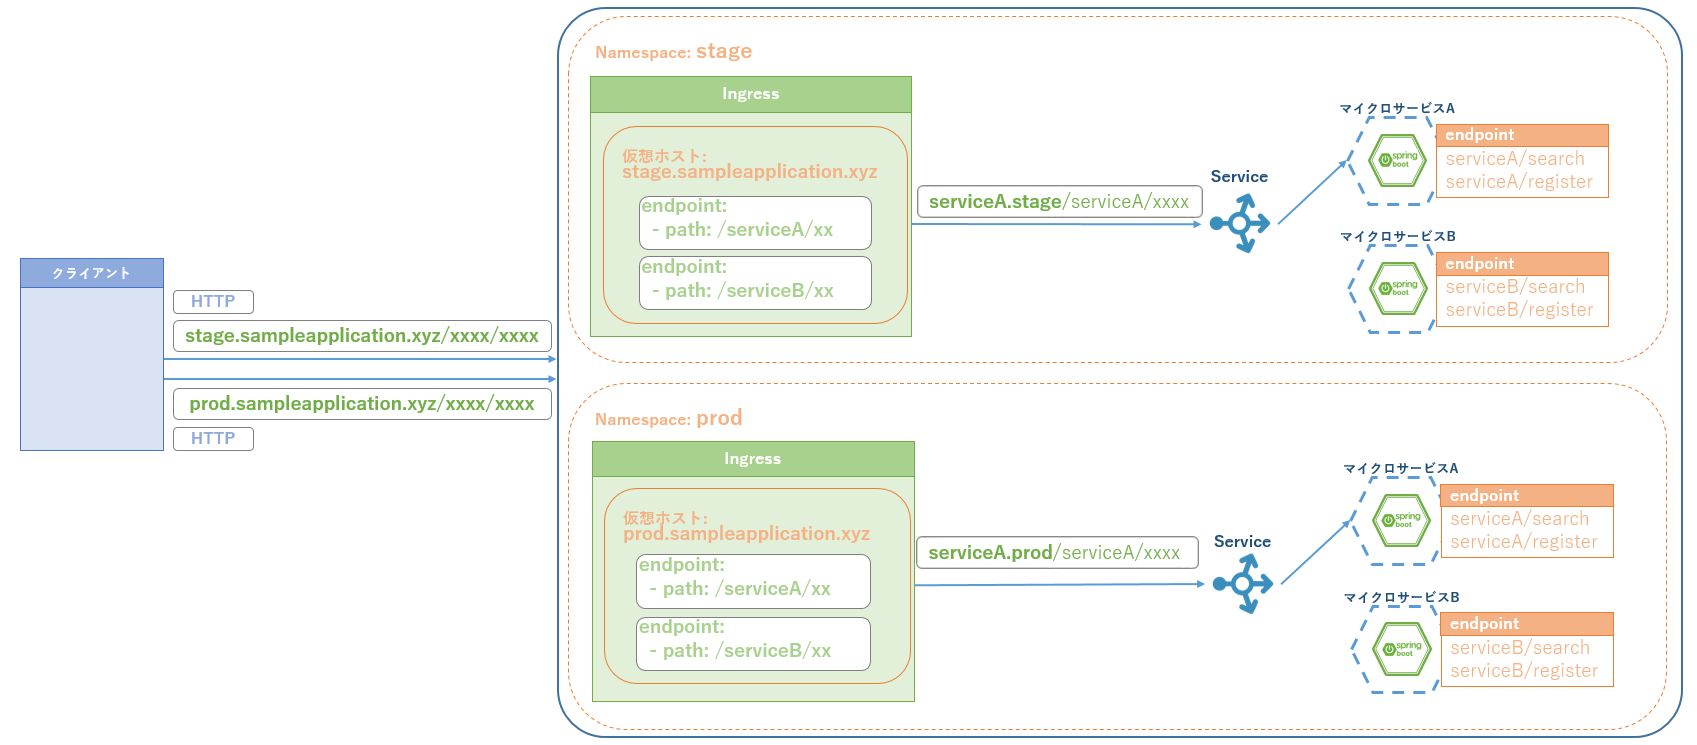 クライアント
HTTP
stage.sampleapplication.xyz/xxxx/xxxx
prod.sampleapplication.xyz/xxxx/xxxx
HTTP
Namespace: stage
Ingress
仮想ホスト:
stage.sampleapplication.xyz
endpoint:
- path: /serviceA/xx
endpoint:
- path: /serviceB/xx
serviceA.stage/serviceA/xxxx
Service
マイクロサービスA
spring
boot
endpoint
serviceA/search
serviceA/register
マイクロサービスB
spring
boot
endpoint
serviceB/search
serviceB/register
Namespace: prod
Ingress
仮想ホスト:
prod.sampleapplication.xyz
endpoint:
- path: /serviceA/xx
endpoint:
- path: /serviceB/xx
serviceA.prod/serviceA/xxxx
Service
マイクロサービスA
spring
boot
endpoint
serviceA/search
serviceA/register
マイクロサービスB
spring
boot
endpoint
serviceB/search
serviceB/register